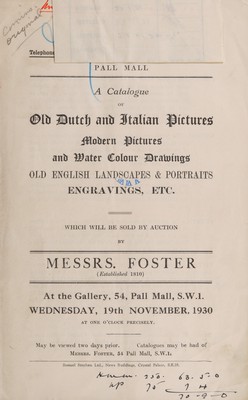 Telephone
PALL MALL
A Catalogue
OF
Old Dutch and Italian Pictures
Modern Pictures
and Water Colour Drawings
OLD ENGLISH LANDSCAPES & PORTRAITS
ENGRAVINGS, ETC.
WHICH WILL BE SOLD BY AUCTION
BY
MESSRS. FOSTER
(Established 1810)
At the Gallery, 54, Pall Mall, S.W.1.
WEDNESDAY, 19th NOVEMBER, 1930
AT ONE O'CLOCK PRECISELY.
May be viewed two days prior. Catalogues may be had of
MESSRS. FOSTER, 54 Pall Mall, S.W.1.
70-9-0